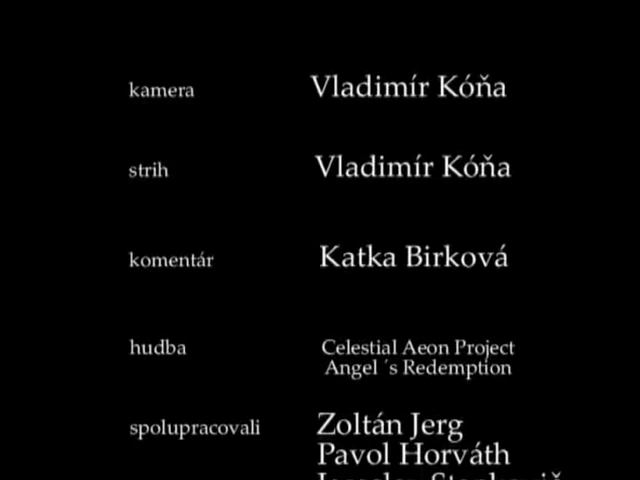 kamera Vladimír Kóňa
strih Vladimír Kóňa
komentár Katka Birková
hudba Celestial Aeon Project
Angel ´s Redemption
spolupracovali Zoltán Jerg
Pavol Horváth